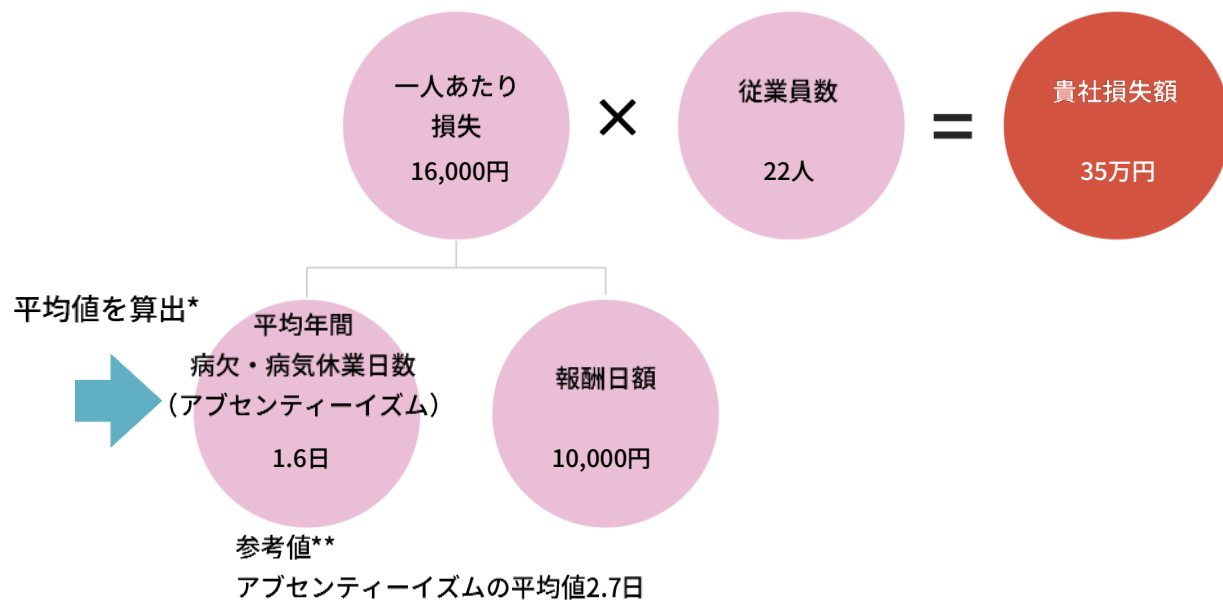 一人あたり
損失
16,000円
×
従業員数
22人
=
貴社損失額
35万円
平均値を算出*
平均年間
病欠・病気休業日数
（アブセンティーイズム）
1.6日
報酬日額
10,000円
参考値**
アブセンティーイズムの平均値2.7日